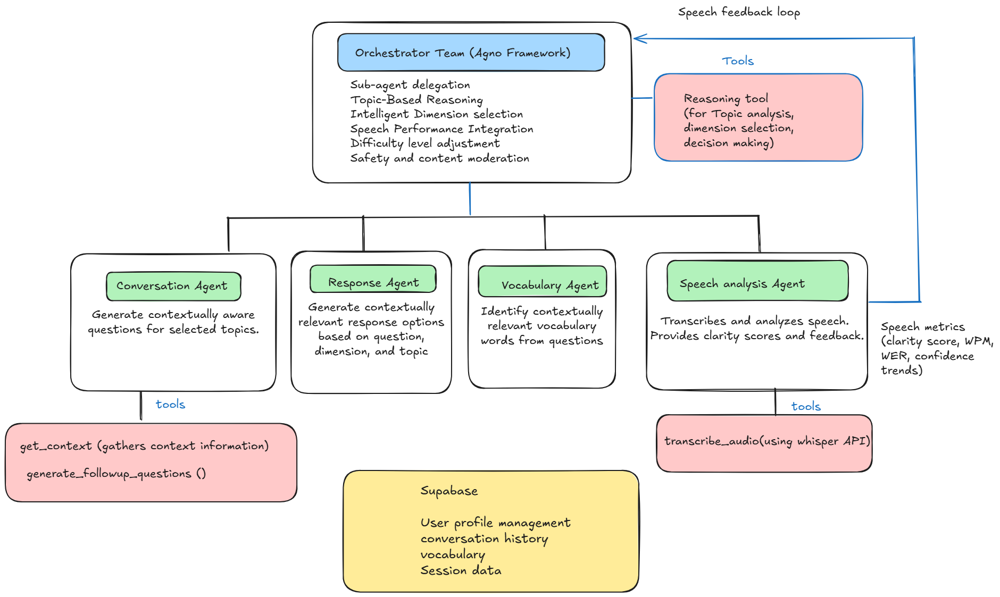 Speech feedback loop
Orchestrator Team (Agno Framework)
Sub-agent delegation
Topic-Based Reasoning
Intelligent Dimension selection
Speech Performance Integration
Difficulty level adjustment
Safety and content moderation
Tools
Reasoning tool
(for Topic analysis,
dimension selection,
decision making)
Conversation Agent
Generate contextually aware
questions for selected topics.
Response Agent
Generate contextually
relevant response options
based on question,
dimension, and topic
Vocabulary Agent
Identify contextually
relevant vocabulary
words from questions
Speech analysis Agent
Transcribes and analyzes speech.
Provides clarity scores and feedback.
Speech metrics
(clarity score, WPM,
WER, confidence
trends)
tools
get_context (gathers context information)
generate_followup_questions ()
tools
transcribe_audio(using whisper API)
Supabase
User profile management
conversation history
vocabulary
Session data